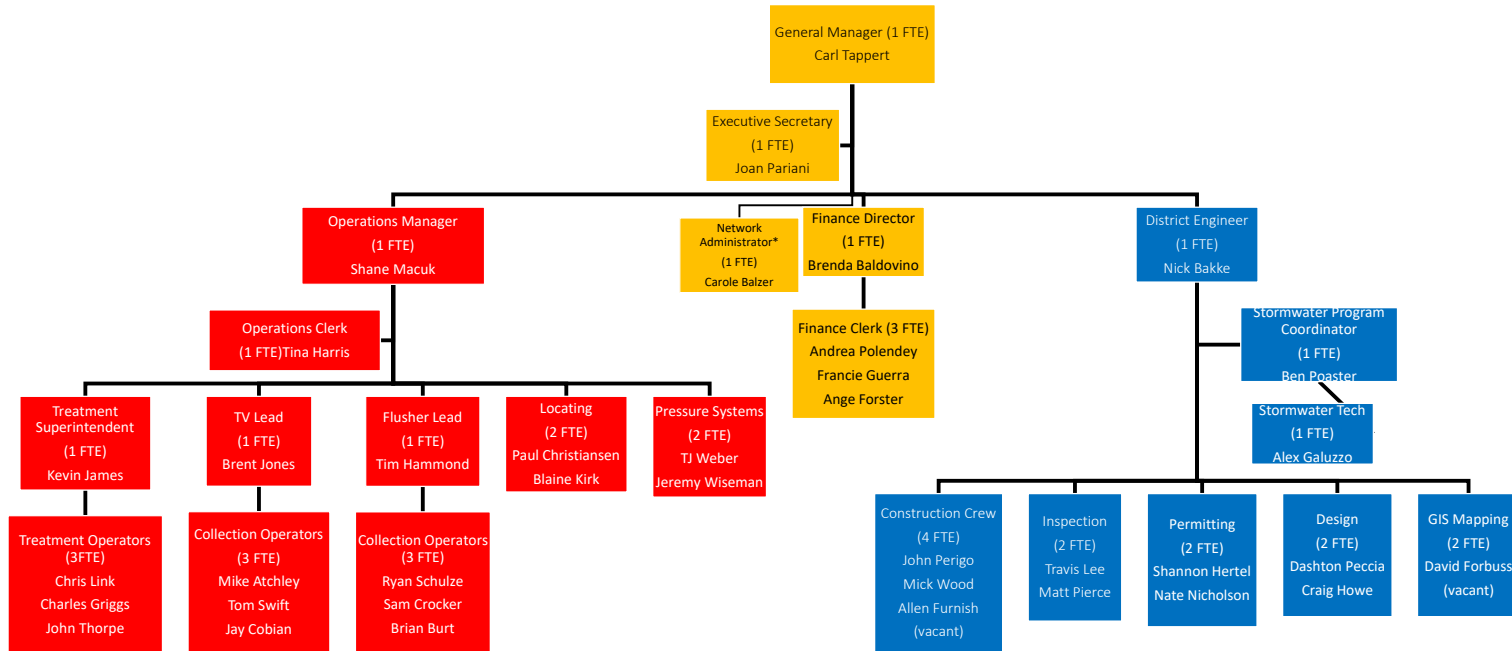 General Manager (1 FTE)
Carl Tappert
Executive Secretary
(1 FTE)
Joan Pariani
Operations Manager
(1 FTE)
Shane Macuk
Network
Administrator*
(1 FTE)
Carole Balzer
Finance Director
(1 FTE)
Brenda Baldovino
District Engineer
(1 FTE)
Nick Bakke
Operations Clerk
(1 FTE)Tina Harris
Finance Clerk (3 FTE)
Andrea Polendey
Francie Guerra
Ange Forster
Stormwater Program
Coordinator
(1 FTE)
Ben Poaster
Stormwater Tech
(1 FTE)
Alex Galuzzo
Treatment
Superintendent
(1 FTE)
Kevin James
TV Lead
(1 FTE)
Brent Jones
Flusher Lead
(1 FTE)
Tim Hammond
Locating
(2 FTE)
Paul Christiansen
Blaine Kirk
Pressure Systems
(2 FTE)
TJ Weber
Jeremy Wiseman
Treatment Operators
(3FTE)
Chris Link
Charles Griggs
John Thorpe
Collection Operators
(3 FTE)
Mike Atchley
Tom Swift
Jay Cobian
Collection Operators
(3 FTE)
Ryan Schulze
Sam Crocker
Brian Burt
Construction Crew
(4 FTE)
John Perigo
Mick Wood
Allen Furnish
(vacant)
Inspection
(2 FTE)
Travis Lee
Matt Pierce
Permitting
(2 FTE)
Shannon Hertel
Nate Nicholson
Design
(2 FTE)
Dashton Peccia
Craig Howe
GIS Mapping
(2 FTE)
David Forbuss
(vacant)